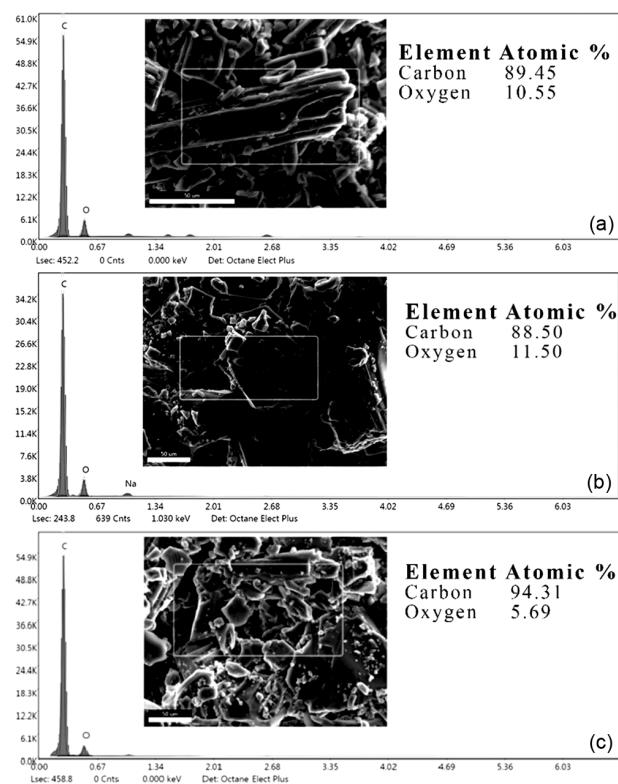 61.0K
54.9K
48.8K
42.7K
36.6K
30.5K
24.4K
18.3K
12.2K
6.1K
0.0K
C
O
50 um
Element Atomic %
Carbon 89.45
Oxygen 10.55
(a)
0.00 0.67 1.34 2.01 2.68 3.35 4.02 4.69 5.36 6.03
Lsec: 452.2 0 Cnts 0.000 keV Det: Octane Elect Plus
34.2K
30.4K
26.6K
22.8K
19.0K
15.2K
11.4K
7.6K
3.8K
0.0K
C
O
Na
50 um
Element Atomic %
Carbon 88.50
Oxygen 11.50
(b)
0.00 0.67 1.34 2.01 2.68 3.35 4.02 4.69 5.36 6.03
Lsec: 243.8 639 Cnts 1.030 keV Det: Octane Elect Plus
54.9K
48.8K
42.7K
36.6K
30.5K
24.4K
18.3K
12.2K
6.1K
0.0K
C
O
50 um
Element Atomic %
Carbon 94.31
Oxygen 5.69
(c)
0.00 0.67 1.34 2.01 2.68 3.35 4.02 4.69 5.36 6.03
Lsec: 458.8 0 Cnts 0.000 keV Det: Octane Elect Plus